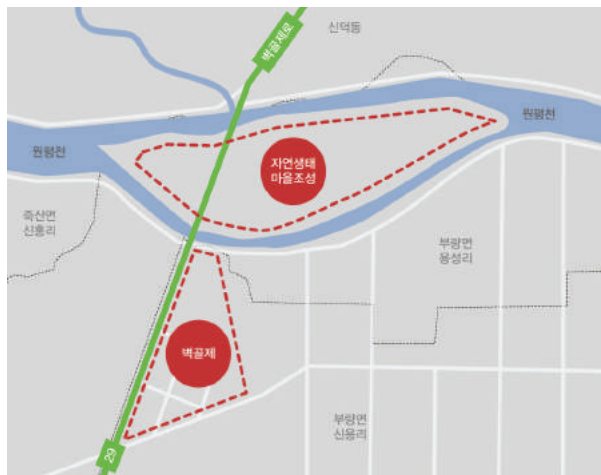 신덕동
벽골제로
원평천
원평천
자연생태
마을조성
죽산면
신흥리
부량면
용성리
벽골제
부량면
신용리
29